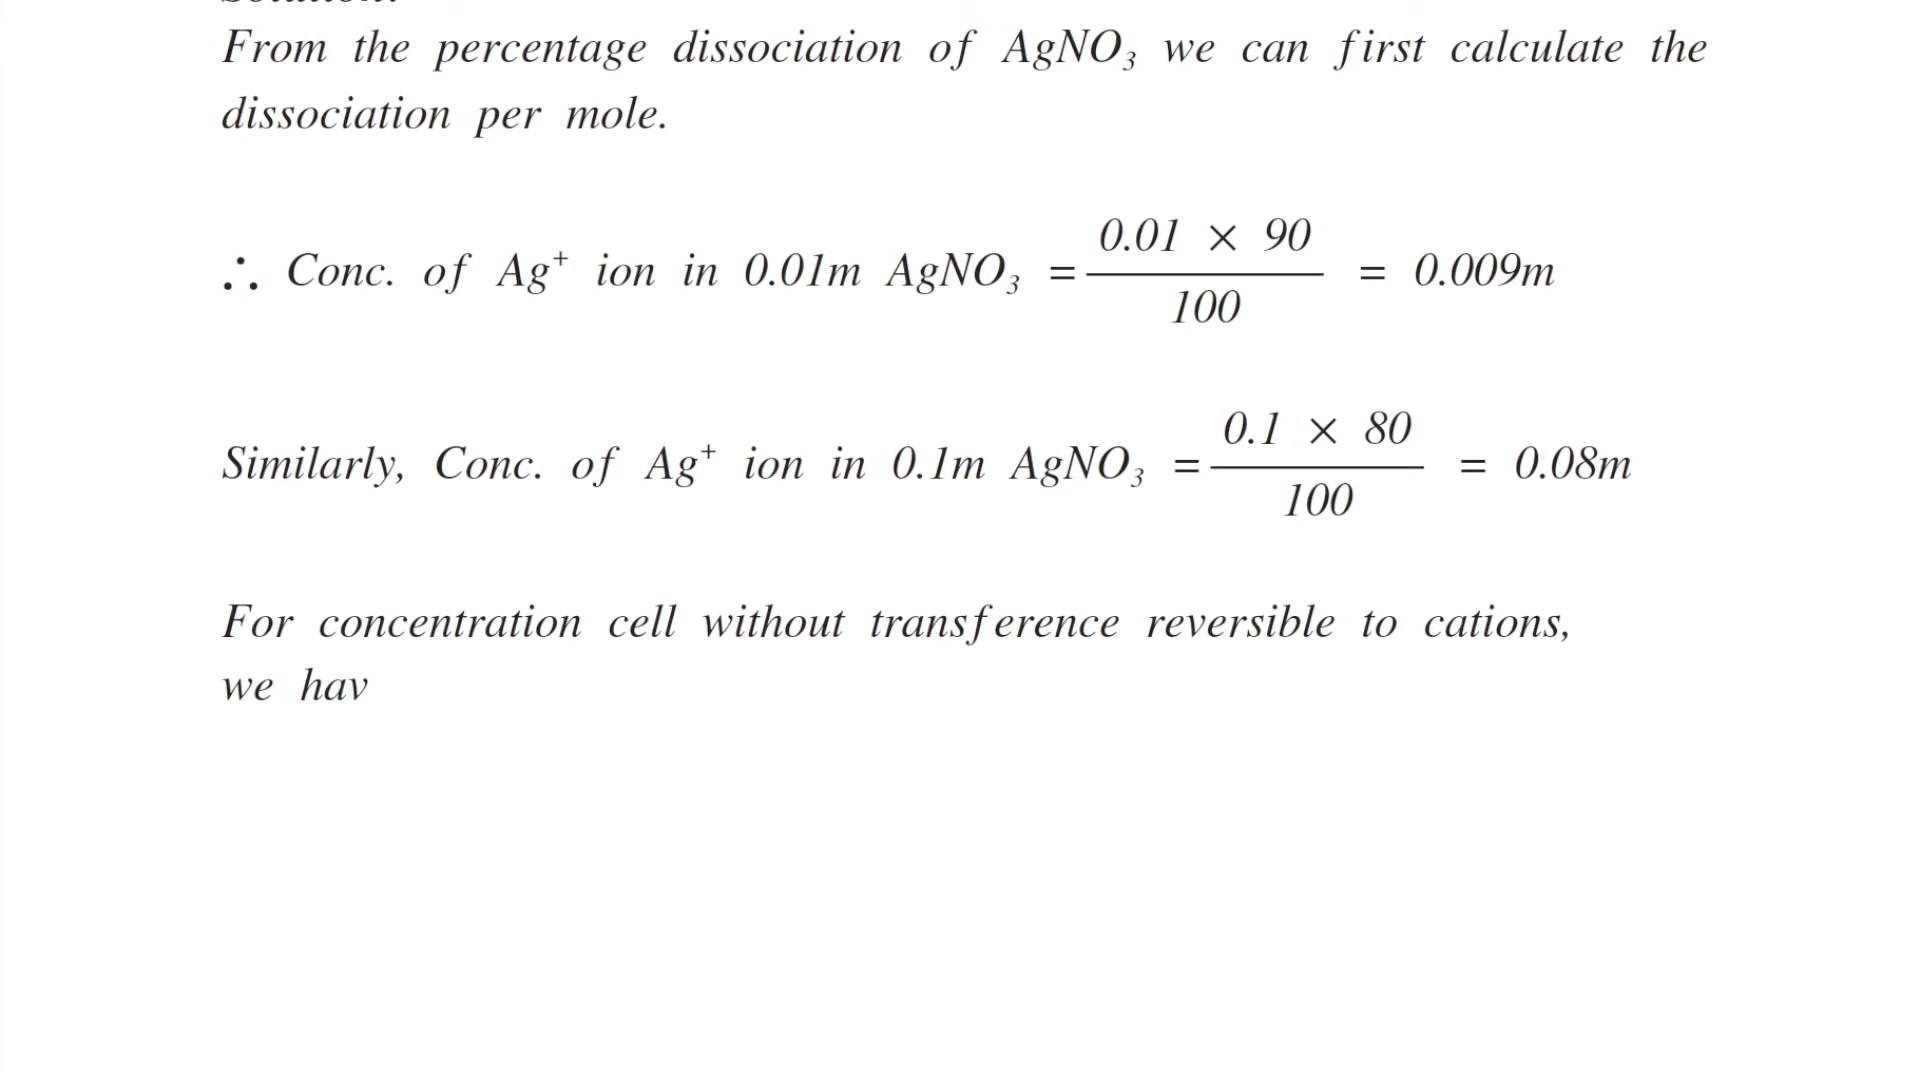 Solution:
From the percentage dissociation of AgNO₃ we can first calculate the
dissociation per mole.
∴ Conc. of Ag⁺ ion in 0.01m AgNO₃ = 0.01 × 90 / 100 = 0.009m
Similarly, Conc. of Ag⁺ ion in 0.1m AgNO₃ = 0.1 × 80 / 100 = 0.08m
For concentration cell without transference reversible to cations,
we hav